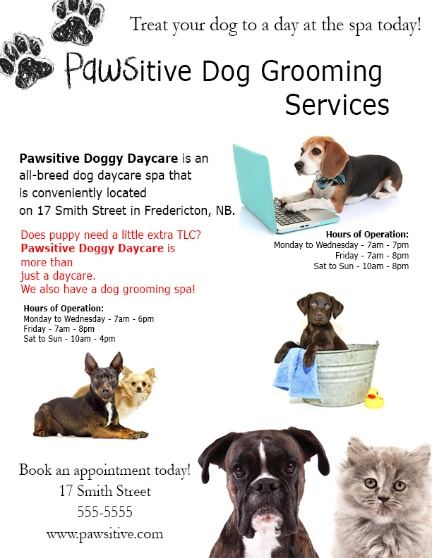 Treat your dog to a day at the spa today!
PawSitive Dog Grooming
Services
Pawsitive Doggy Daycare is an
all-breed dog daycare spa that
is conveniently located
on 17 Smith Street in Fredericton, NB.
Does puppy need a little extra TLC?
Pawsitive Doggy Daycare is
more than
just a daycare.
We also have a dog grooming spa!
Hours of Operation:
Monday to Wednesday - 7am - 6pm
Friday - 7am - 8pm
Sat to Sun - 10am - 4pm
Hours of Operation:
Monday to Wednesday - 7am - 7pm
Friday - 7am - 8pm
Sat to Sun - 10am - 8pm
Book an appointment today!
17 Smith Street
555-5555
www.pawsitive.com